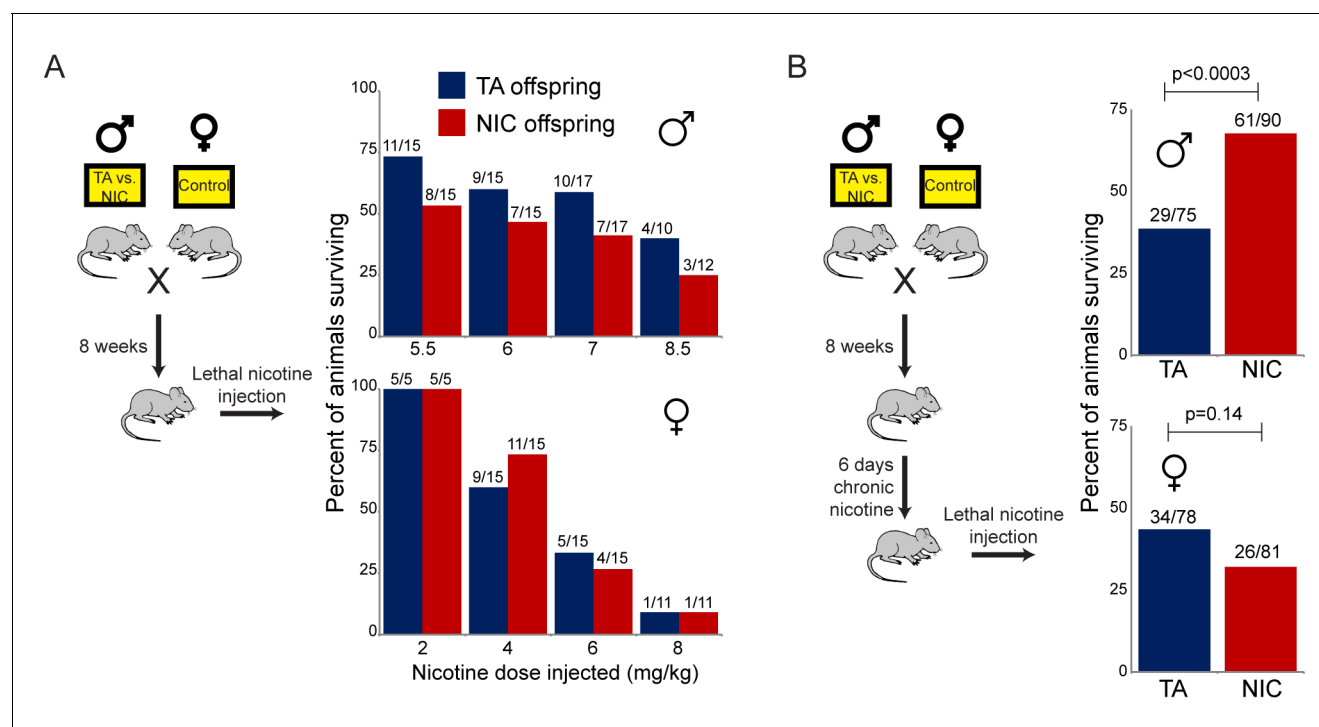 A
♂ ♀
TA vs.
NIC
Control
X
8 weeks
Lethal nicotine
injection
Percent of animals surviving
TA offspring
NIC offspring
♂
100
75
50
25
0
11/15
8/15
9/15
7/15
10/17
7/17
4/10
3/12
5.5 6 7 8.5
♀
100
75
50
25
0
5/5
5/5
9/15
11/15
5/15
4/15
1/11
1/11
2 4 6 8
Nicotine dose injected (mg/kg)
B
♂ ♀
TA vs.
NIC
Control
X
8 weeks
6 days
chronic
nicotine
Lethal nicotine
injection
Percent of animals surviving
p<0.0003
♂
75
50
25
0
29/75
61/90
TA NIC
p=0.14
♀
75
50
25
0
34/78
26/81
TA NIC